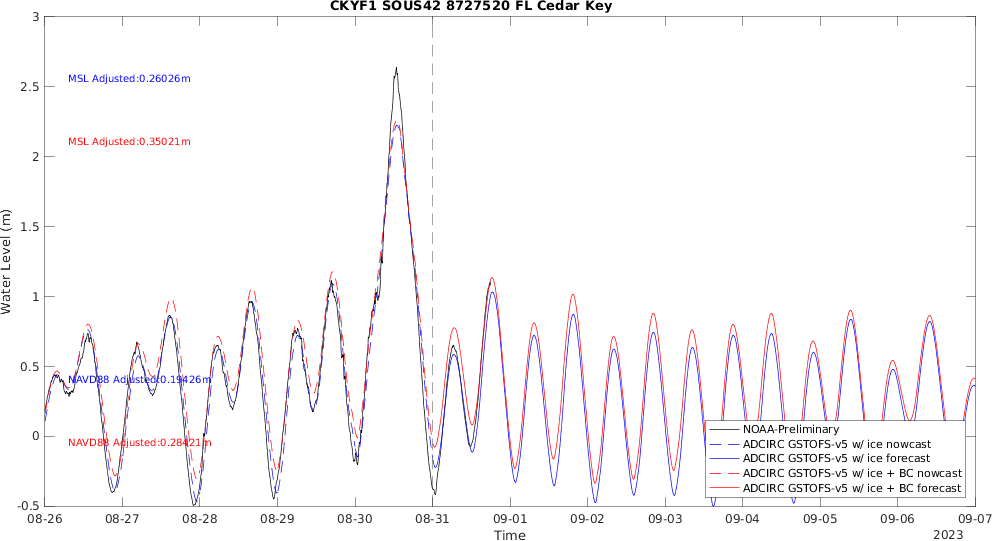 CKYF1 SOUS42 8727520 FL Cedar Key
3
2.5
2
1.5
1
0.5
0
-0.5
Water Level (m)
MSL Adjusted:0.26026m
MSL Adjusted:0.35021m
NAVD88 Adjusted:0.19426m
NAVD88 Adjusted:0.28421m
NOAA-Preliminary
ADCIRC GSTOFS-v5 w/ ice nowcast
ADCIRC GSTOFS-v5 w/ ice forecast
ADCIRC GSTOFS-v5 w/ ice + BC nowcast
ADCIRC GSTOFS-v5 w/ ice + BC forecast
08-26 08-27 08-28 08-29 08-30 08-31 09-01 09-02 09-03 09-04 09-05 09-06 09-07
Time
2023